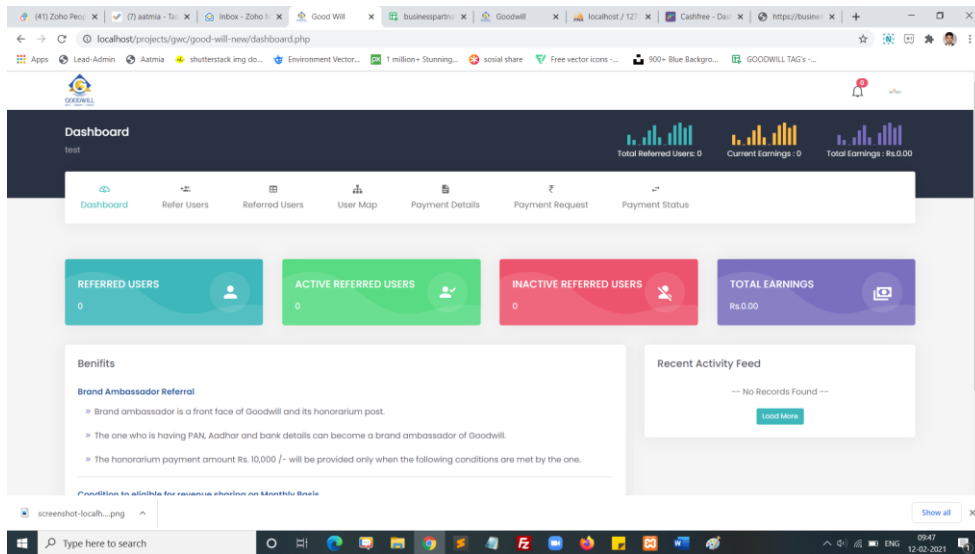 (41) Zoho Peop
(7) aatmia - Tas
Inbox - Zoho M
Good Will
businesspartne
Goodwill
localhost / 127.
Cashfree - Dash
https://busines
localhost/projects/gwc/good-will-new/dashboard.php
Apps
Lead-Admin
Aatmia
shutterstock img do...
Environment Vector...
1 million+ Stunning...
sosial share
Free vector icons -...
900+ Blue Backgro...
GOODWILL TAG's -...
GOODWILL
0
Dashboard
test
Total Referred Users: 0
Current Earnings : 0
Total Earnings : Rs.0.00
Dashboard
Refer Users
Referred Users
User Map
Payment Details
Payment Request
Payment Status
REFERRED USERS
0
ACTIVE REFERRED USERS
0
INACTIVE REFERRED USERS
0
TOTAL EARNINGS
Rs.0.00
Benifits
Brand Ambassador Referral
» Brand ambassador is a front face of Goodwill and its honorarium post.
» The one who is having PAN, Aadhar and bank details can become a brand ambassador of Goodwill.
» The honorarium payment amount Rs. 10,000 /- will be provided only when the following conditions are met by the one.
Condition to eligible for revenue sharing on Monthly Basis
Recent Activity Feed
-- No Records Found --
Load More
screenshot-localh....png
Show all
Type here to search
ENG
09:47
12-02-2021